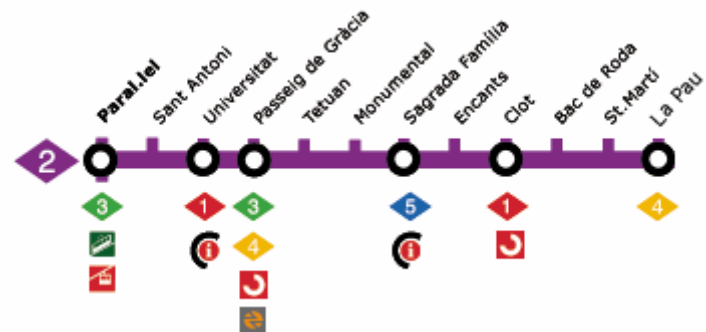 Paral.lel
Sant Antoni
Universitat
Passeig de Gràcia
Tetuan
Monumental
Sagrada Família
Encants
Clot
Bac de Roda
St.Martí
La Pau
2
3
1
3
5
1
4
i
4
i